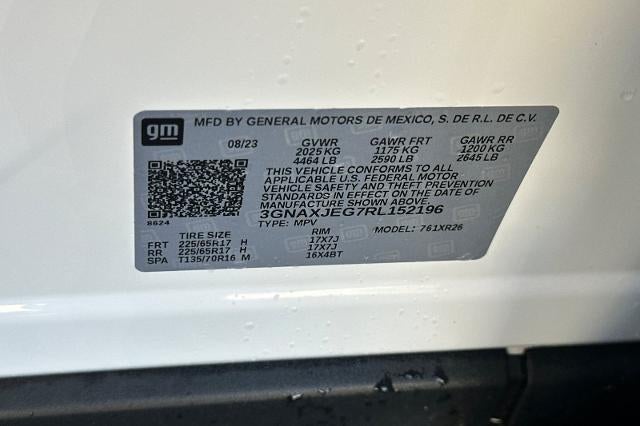 gm MFD BY GENERAL MOTORS DE MEXICO, S. DE R.L. DE C.V.
08/23 GVWR GAWR FRT GAWR RR
2025 KG 1175 KG 1200 KG
4464 LB 2590 LB 2645 LB
THIS VEHICLE CONFORMS TO ALL
APPLICABLE U.S. FEDERAL MOTOR
VEHICLE SAFETY AND THEFT PREVENTION
STANDARDS IN EFFECT ON THE DATE OF
MANUFACTURE SHOWN ABOVE.
8624 3GNAXJEG7RL152196
TYPE: MPV MODEL: 761XR26
TIRE SIZE RIM
FRT 225/65R17 H 17X7J
RR 225/65R17 H 17X7J
SPA T135/70R16 M 16X4BT